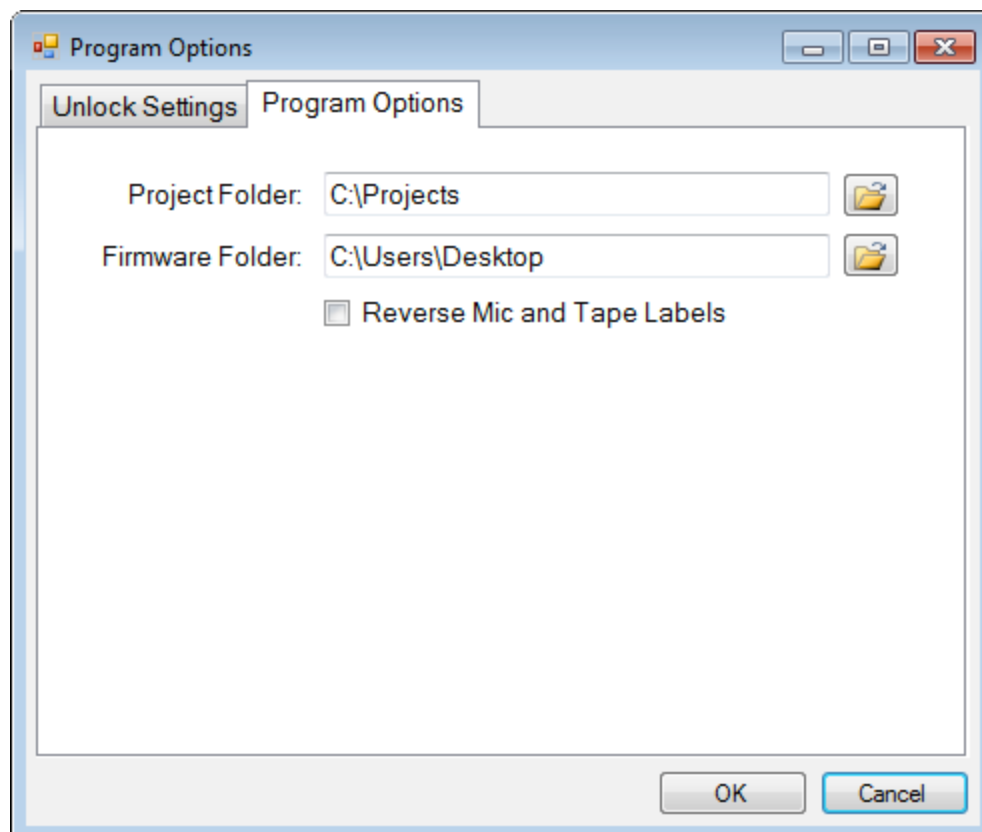 Program Options
Unlock Settings Program Options
Project Folder: C:\Projects
Firmware Folder: C:\Users\Desktop
Reverse Mic and Tape Labels
OK Cancel